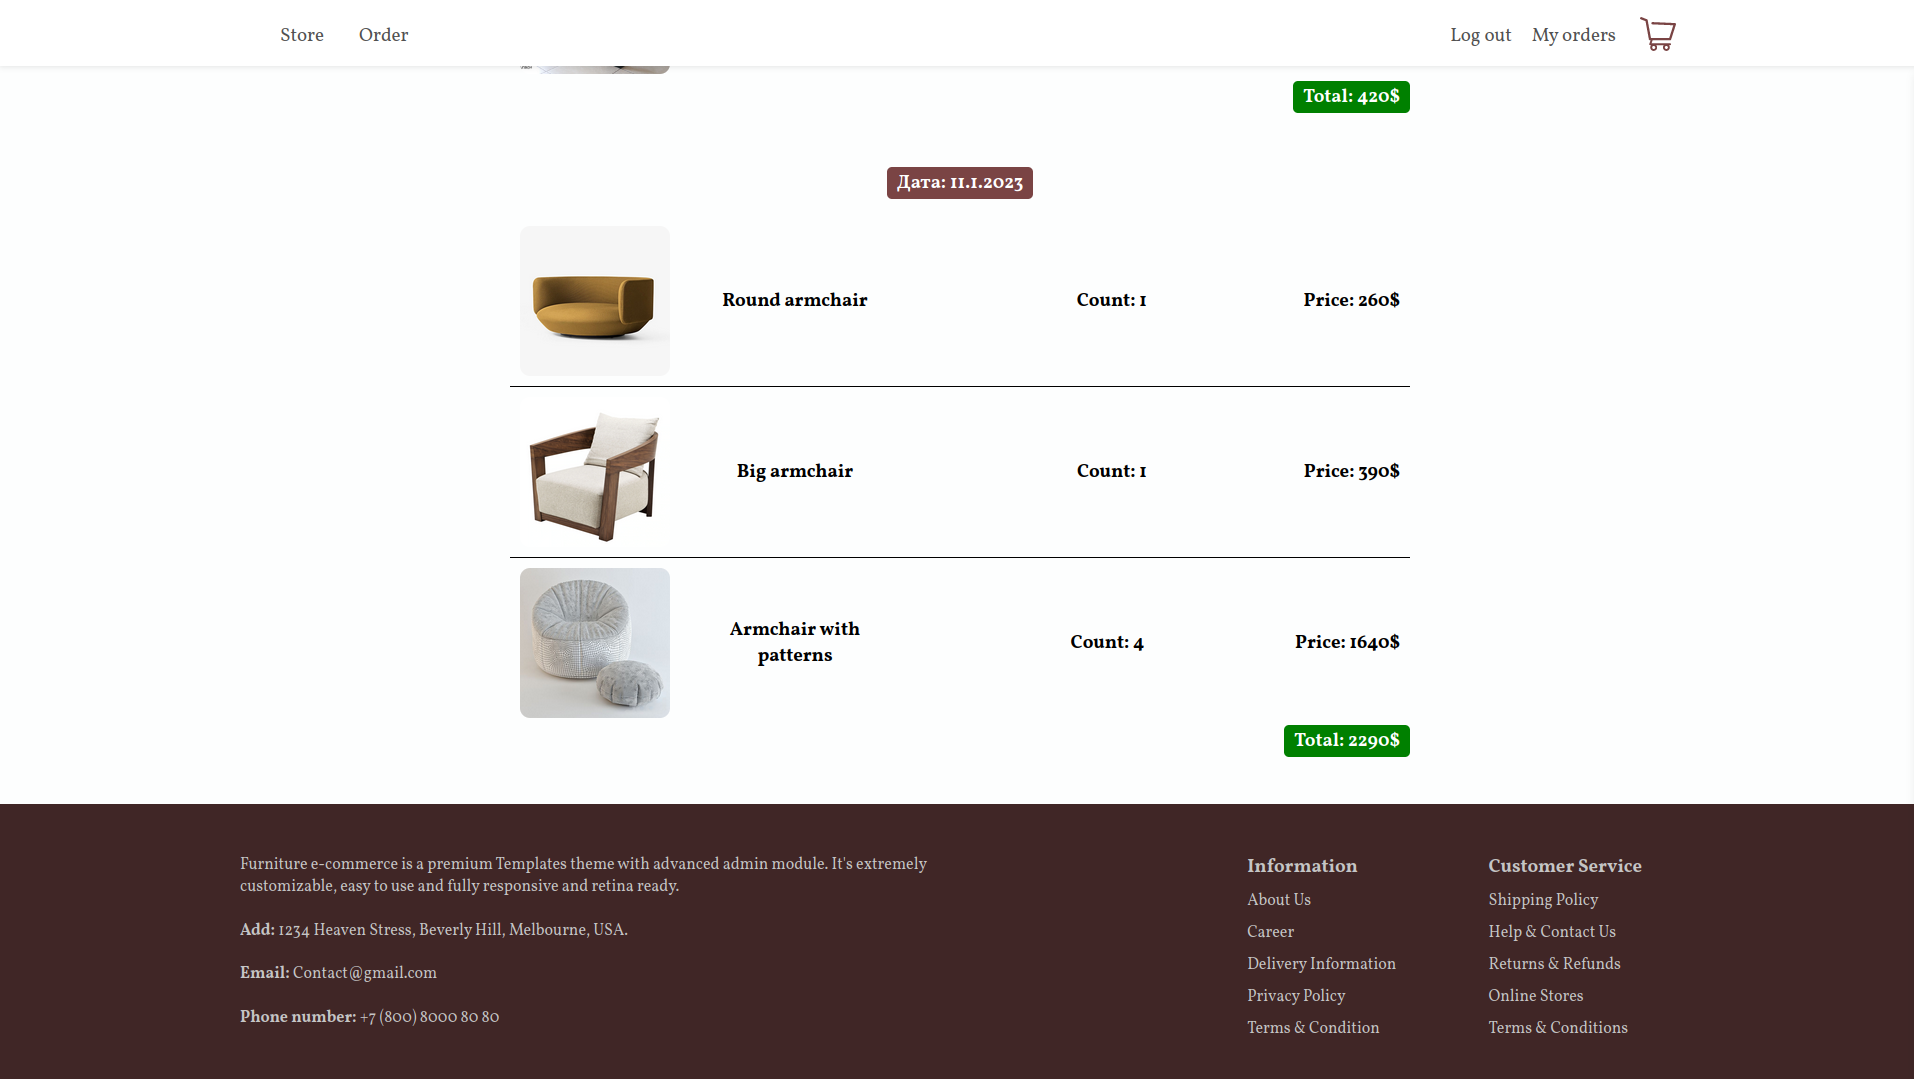 Store
Order
Log out
My orders
Total: 420$
Дата: 11.1.2023
Round armchair
Count: 1
Price: 260$
Big armchair
Count: 1
Price: 390$
Armchair with
patterns
Count: 4
Price: 1640$
Total: 2290$
Furniture e-commerce is a premium Templates theme with advanced admin module. It's extremely
customizable, easy to use and fully responsive and retina ready.
Add: 1234 Heaven Stress, Beverly Hill, Melbourne, USA.
Email: Contact@gmail.com
Phone number: +7 (800) 8000 80 80
Information
About Us
Career
Delivery Information
Privacy Policy
Terms & Condition
Customer Service
Shipping Policy
Help & Contact Us
Returns & Refunds
Online Stores
Terms & Conditions